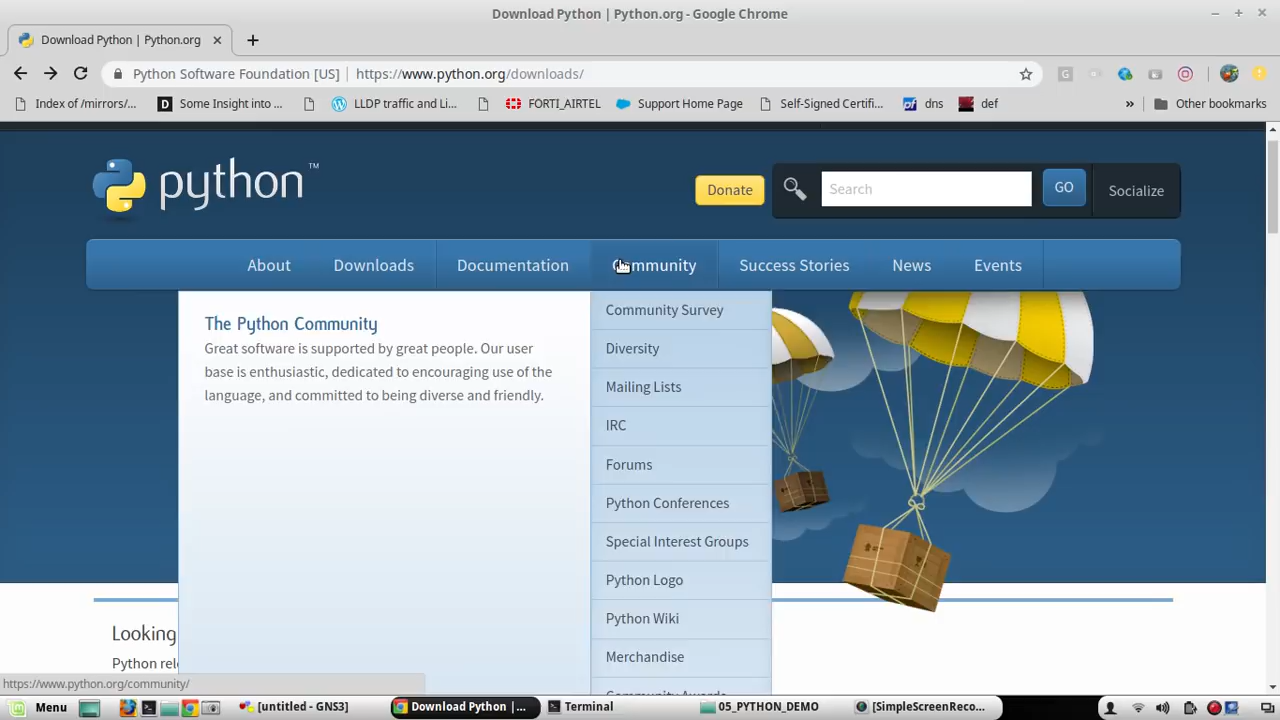 Download Python | Python.org - Google Chrome
Download Python | Python.org
Python Software Foundation [US] | https://www.python.org/downloads/
Index of /mirrors/... Some Insight into ... LLDP traffic and Li... FORTI_AIRTEL Support Home Page Self-Signed Certifi... dns def » Other bookmarks
python™
Donate Search GO Socialize
About Downloads Documentation Community Success Stories News Events
The Python Community
Great software is supported by great people. Our user
base is enthusiastic, dedicated to encouraging use of the
language, and committed to being diverse and friendly.
Community Survey
Diversity
Mailing Lists
IRC
Forums
Python Conferences
Special Interest Groups
Python Logo
Python Wiki
Merchandise
Community Awards
Looking
Python rel
https://www.python.org/community/
Menu [untitled - GNS3] Download Python |... Terminal 05_PYTHON_DEMO [SimpleScreenReco...